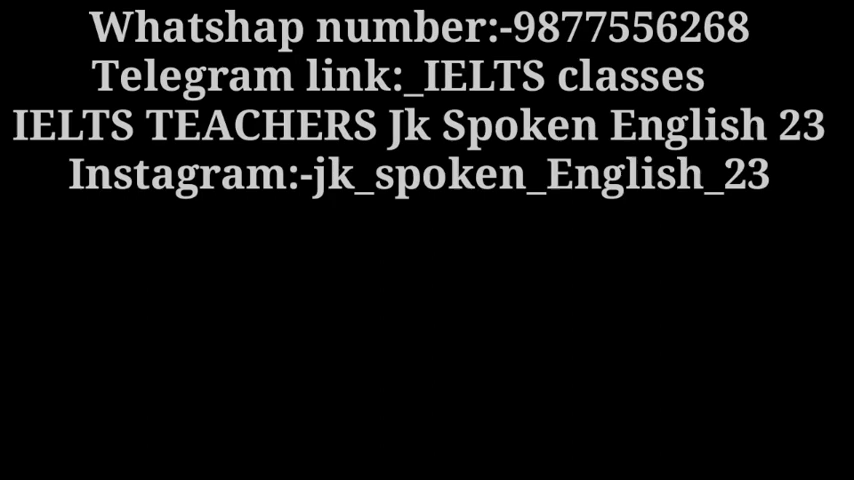 Whatshap number:-9877556268
Telegram link:_IELTS classes
IELTS TEACHERS Jk Spoken English 23
Instagram:-jk_spoken_English_23